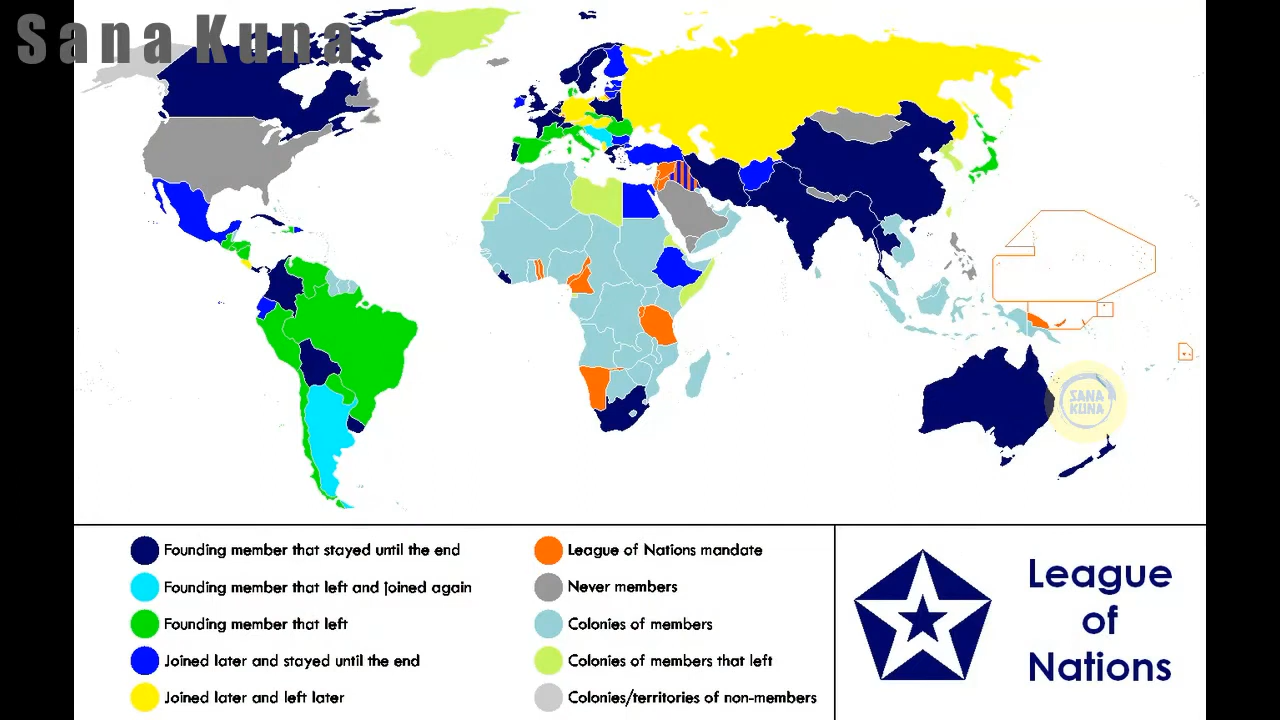 Sana Kuna
SANA
KUNA
Founding member that stayed until the end
Founding member that left and joined again
Founding member that left
Joined later and stayed until the end
Joined later and left later
League of Nations mandate
Never members
Colonies of members
Colonies of members that left
Colonies/territories of non-members
League
of
Nations